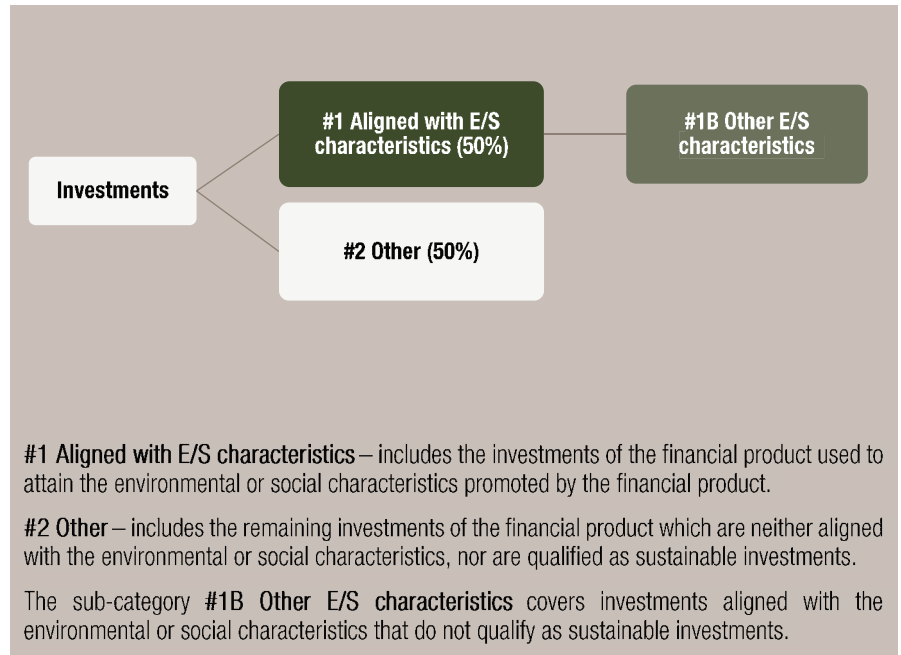 #1 Aligned with E/S
characteristics (50%)
#1B Other E/S
characteristics
Investments
#2 Other (50%)
#1 Aligned with E/S characteristics – includes the investments of the financial product used to
attain the environmental or social characteristics promoted by the financial product.
#2 Other – includes the remaining investments of the financial product which are neither aligned
with the environmental or social characteristics, nor are qualified as sustainable investments.
The sub-category #1B Other E/S characteristics covers investments aligned with the
environmental or social characteristics that do not qualify as sustainable investments.